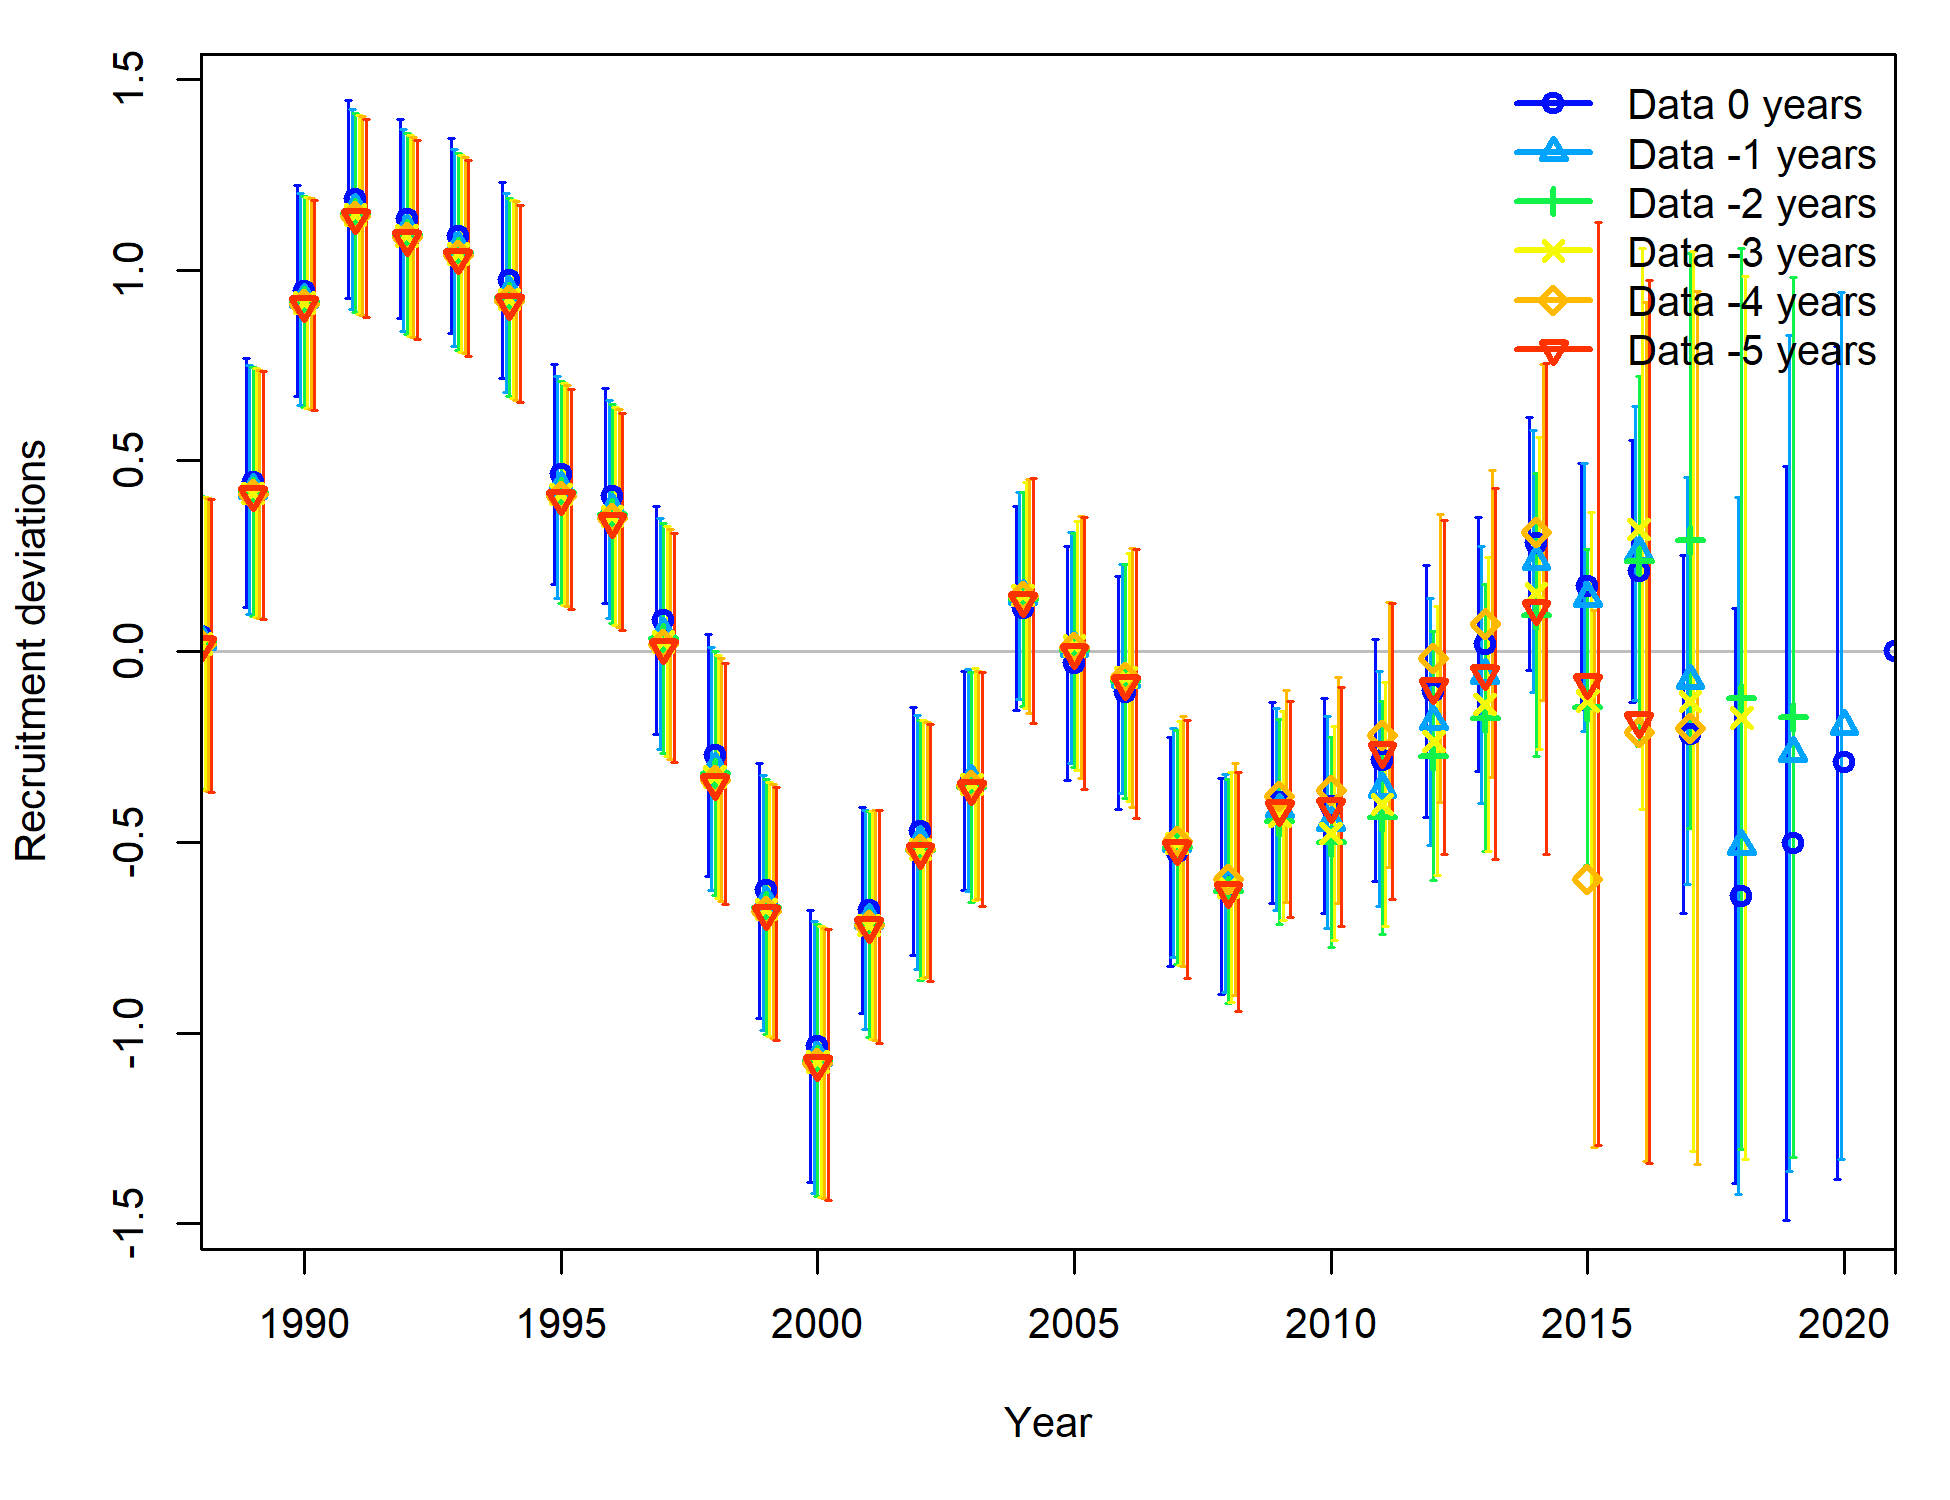 1.5
1.0
0.5
0.0
-0.5
-1.0
-1.5
Recruitment deviations
Data 0 years
Data -1 years
Data -2 years
Data -3 years
Data -4 years
Data -5 years
1990 1995 2000 2005 2010 2015 2020
Year